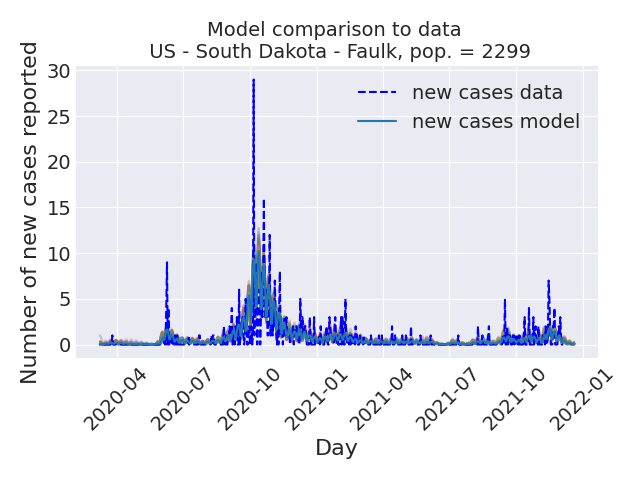 Model comparison to data
US - South Dakota - Faulk, pop. = 2299
Number of new cases reported
30
25
20
15
10
5
0
new cases data
new cases model
2020-04
2020-07
2020-10
2021-01
2021-04
2021-07
2021-10
2022-01
Day